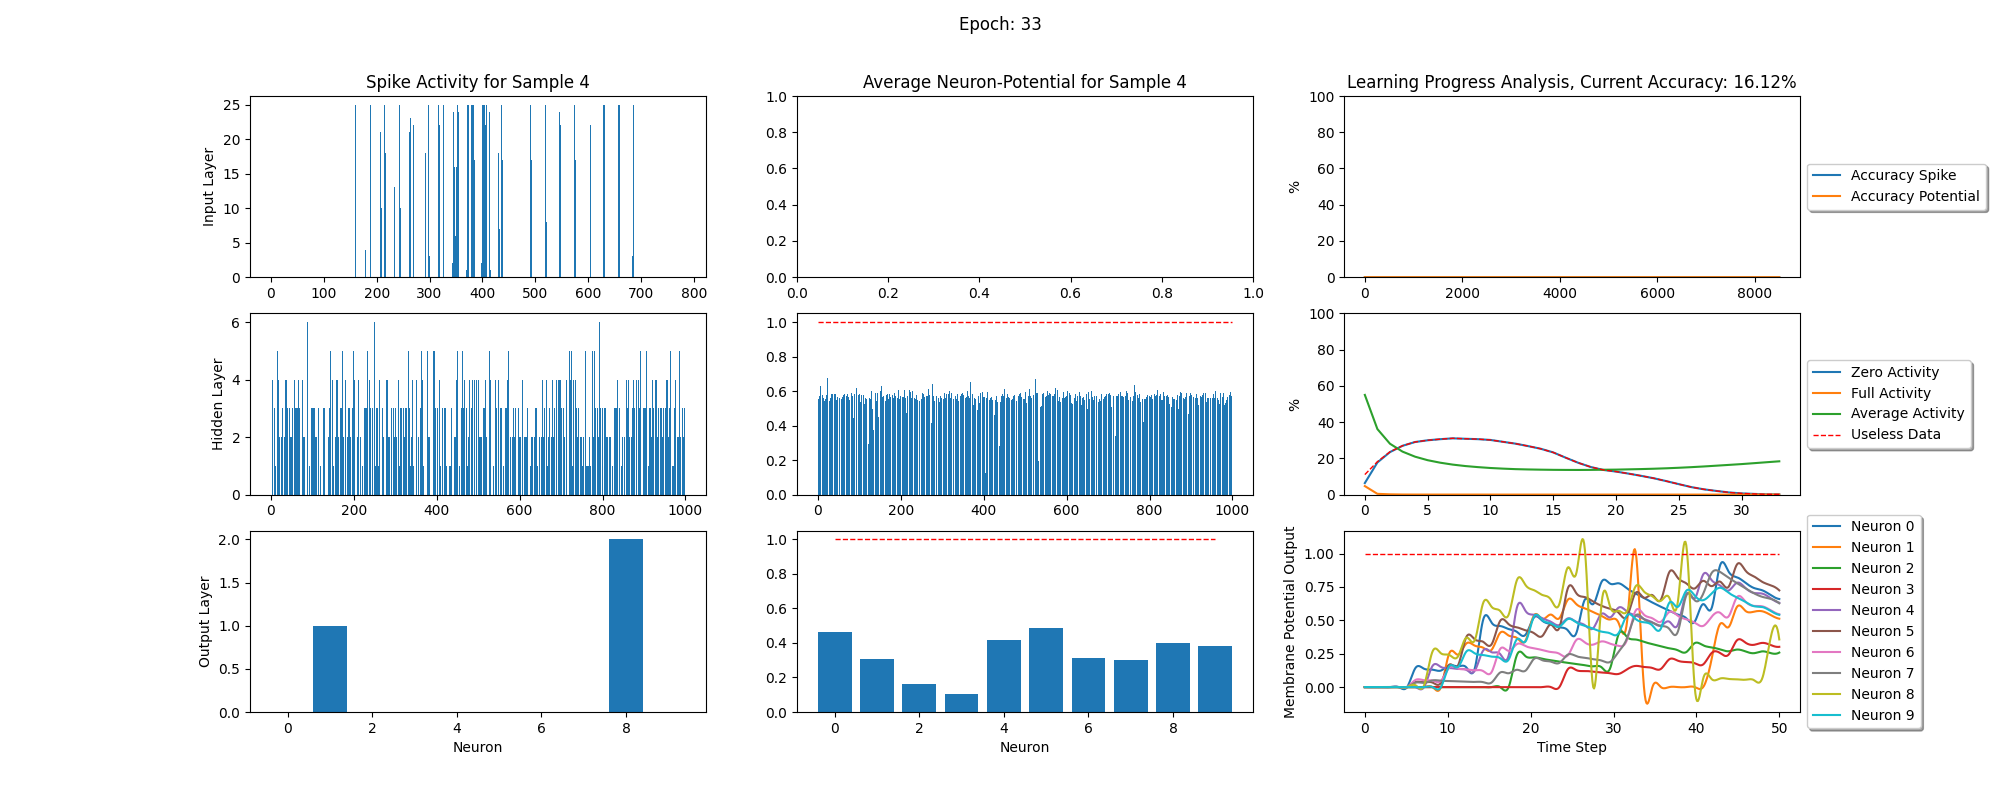 Epoch: 33
Spike Activity for Sample 4
Input Layer
25
20
15
10
5
0
0 100 200 300 400 500 600 700 800
Average Neuron-Potential for Sample 4
1.0
0.8
0.6
0.4
0.2
0.0
0.0 0.2 0.4 0.6 0.8 1.0
Learning Progress Analysis, Current Accuracy: 16.12%
%
100
80
60
40
20
0
0 2000 4000 6000 8000
Accuracy Spike
Accuracy Potential
Hidden Layer
6
4
2
0
0 200 400 600 800 1000
1.0
0.8
0.6
0.4
0.2
0.0
0 200 400 600 800 1000
%
100
80
60
40
20
0
0 5 10 15 20 25 30
Zero Activity
Full Activity
Average Activity
Useless Data
Output Layer
2.0
1.5
1.0
0.5
0.0
0 2 4 6 8
Neuron
1.0
0.8
0.6
0.4
0.2
0.0
0 2 4 6 8
Neuron
Membrane Potential Output
1.00
0.75
0.50
0.25
0.00
0 10 20 30 40 50
Time Step
Neuron 0
Neuron 1
Neuron 2
Neuron 3
Neuron 4
Neuron 5
Neuron 6
Neuron 7
Neuron 8
Neuron 9